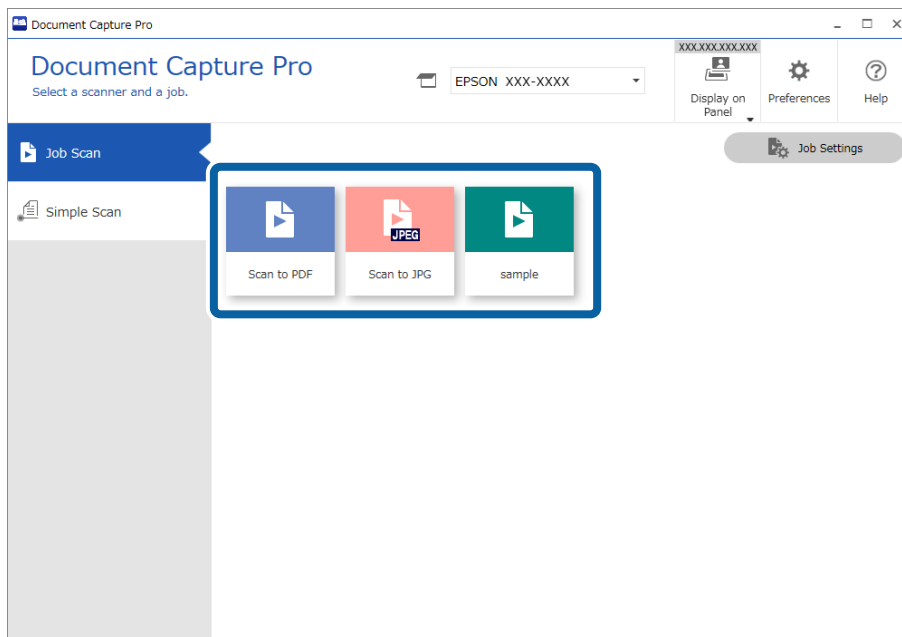 Document Capture Pro
Document Capture Pro
Select a scanner and a job.
EPSON XXX-XXXX
XXX.XXX.XXX.XXX
Display on
Panel
Preferences
Help
Job Scan
Job Settings
Simple Scan
JPEG
Scan to PDF
Scan to JPG
sample